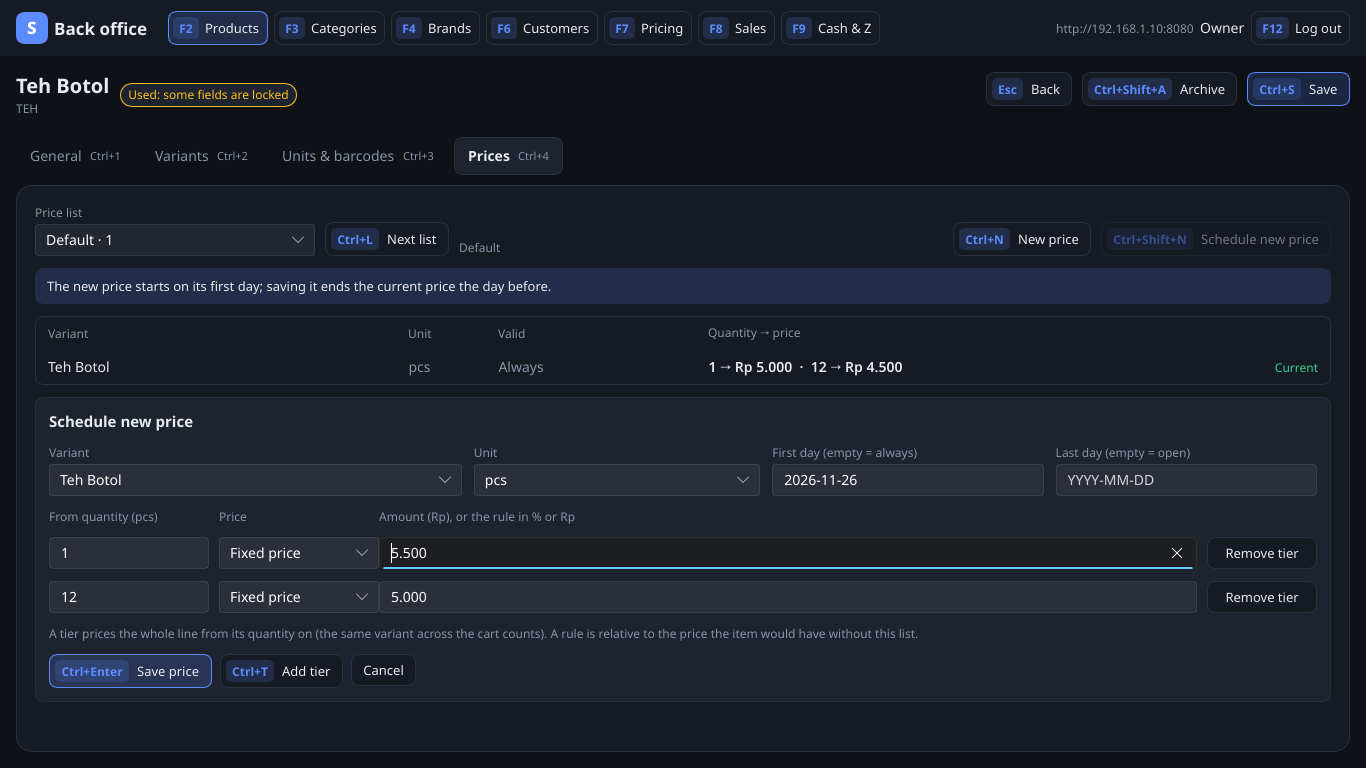 S Back office F2 Products F3 Categories F4 Brands F6 Customers F7 Pricing F8 Sales F9 Cash & Z http://192.168.1.10:8080 Owner F12 Log out
Teh Botol Used: some fields are locked Esc Back Ctrl+Shift+A Archive Ctrl+S Save
TEH
General Ctrl+1 Variants Ctrl+2 Units & barcodes Ctrl+3 Prices Ctrl+4
Price list
Default · 1 Ctrl+L Next list Default Ctrl+N New price Ctrl+Shift+N Schedule new price
The new price starts on its first day; saving it ends the current price the day before.
Variant Unit Valid Quantity → price
Teh Botol pcs Always 1 → Rp 5.000 · 12 → Rp 4.500 Current
Schedule new price
Variant Unit First day (empty = always) Last day (empty = open)
Teh Botol pcs 2026-11-26 YYYY-MM-DD
From quantity (pcs) Price Amount (Rp), or the rule in % or Rp
1 Fixed price 5.500 Remove tier
12 Fixed price 5.000 Remove tier
A tier prices the whole line from its quantity on (the same variant across the cart counts). A rule is relative to the price the item would have without this list.
Ctrl+Enter Save price Ctrl+T Add tier Cancel